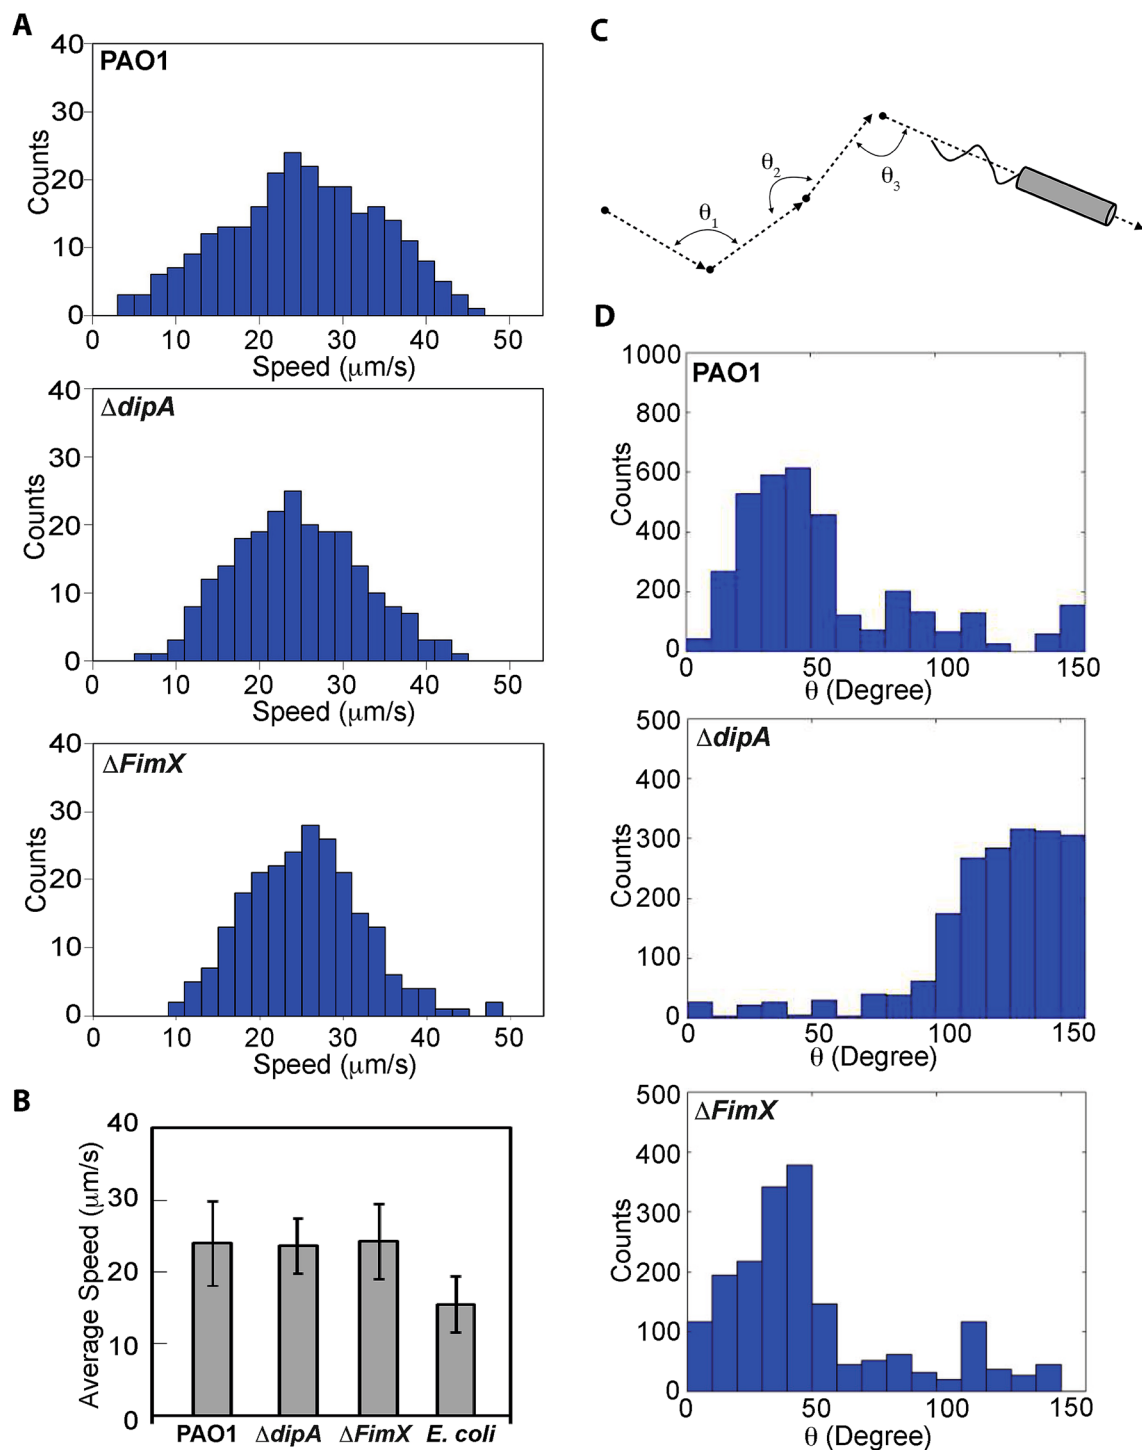 A
PAO1
40
30
20
10
0
Counts
0 10 20 30 40 50
Speed (μm/s)
ΔdipA
40
30
20
10
0
Counts
0 10 20 30 40 50
Speed (μm/s)
ΔFimX
40
30
20
10
0
Counts
0 10 20 30 40 50
Speed (μm/s)
B
40
30
20
10
0
Average Speed (μm/s)
PAO1 ΔdipA ΔFimX E. coli
C
θ1
θ2
θ3
D
PAO1
1000
800
600
400
200
0
Counts
0 50 100 150
θ (Degree)
ΔdipA
500
400
300
200
100
0
Counts
0 50 100 150
θ (Degree)
ΔFimX
500
400
300
200
100
0
Counts
0 50 100 150
θ (Degree)